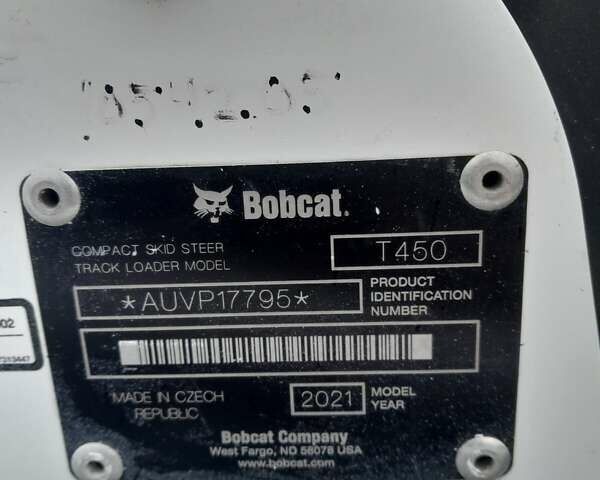 Bobcat.
COMPACT SKID STEER
TRACK LOADER MODEL
T450
*AUVP17795*
PRODUCT
IDENTIFICATION
NUMBER
MADE IN CZECH
REPUBLIC
2021
MODEL
YEAR
Bobcat Company
West Fargo, ND 58078 USA
www.bobcat.com